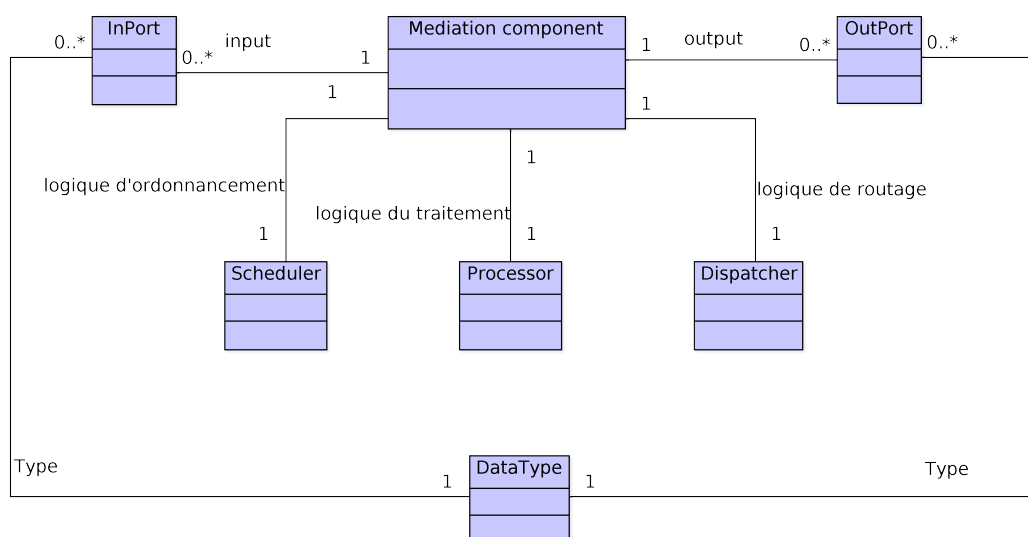 InPort
Mediation component
OutPort
0..*
input
1
output
0..*
0..*
0..*
1
1
1
logique d'ordonnancement
1
logique de routage
logique du traitement
1
1
1
Scheduler
Processor
Dispatcher
Type
DataType
Type
1
1